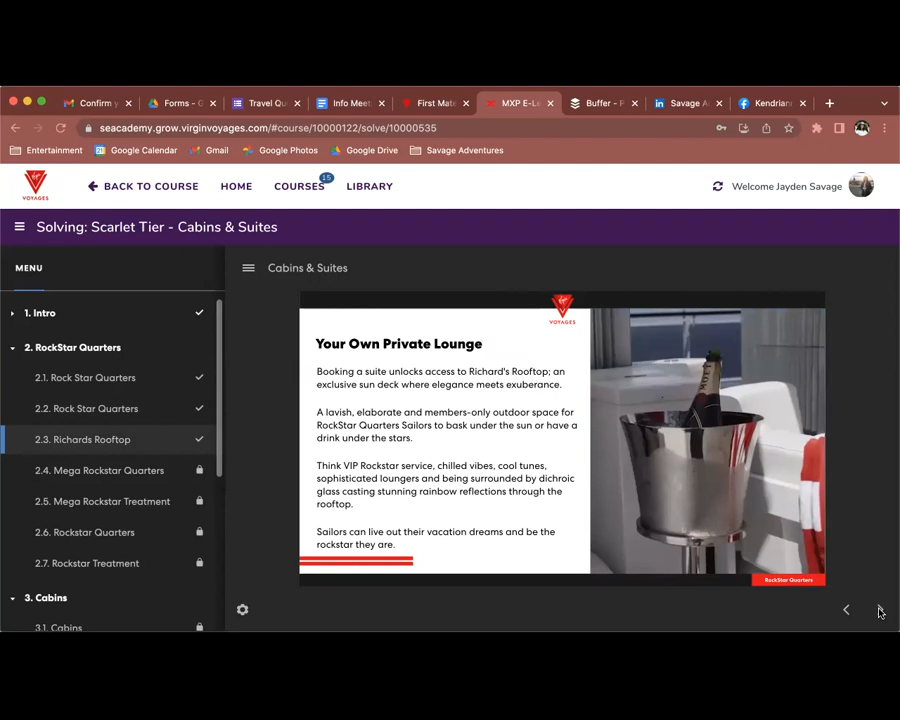 Confirm y
Forms - G
Travel Qu
Info Meet
First Mate
MXP E-Le
Buffer - P
Savage A
Kendrian
seacademy.grow.virginvoyages.com/#course/10000122/solve/10000535
Entertainment
Google Calendar
Gmail
Google Photos
Google Drive
Savage Adventures
VOYAGES
BACK TO COURSE
HOME
COURSES
15
LIBRARY
Welcome Jayden Savage
Solving: Scarlet Tier - Cabins & Suites
MENU
1. Intro
2. RockStar Quarters
2.1. Rock Star Quarters
2.2. Rock Star Quarters
2.3. Richards Rooftop
2.4. Mega Rockstar Quarters
2.5. Mega Rockstar Treatment
2.6. Rockstar Quarters
2.7. Rockstar Treatment
3. Cabins
3.1. Cabins
Cabins & Suites
VOYAGES
Your Own Private Lounge
Booking a suite unlocks access to Richard's Rooftop; an
exclusive sun deck where elegance meets exuberance.
A lavish, elaborate and members-only outdoor space for
RockStar Quarters Sailors to bask under the sun or have a
drink under the stars.
Think VIP Rockstar service, chilled vibes, cool tunes,
sophisticated loungers and being surrounded by dichroic
glass casting stunning rainbow reflections through the
rooftop.
Sailors can live out their vacation dreams and be the
rockstar they are.
MOËT
RockStar Quarters